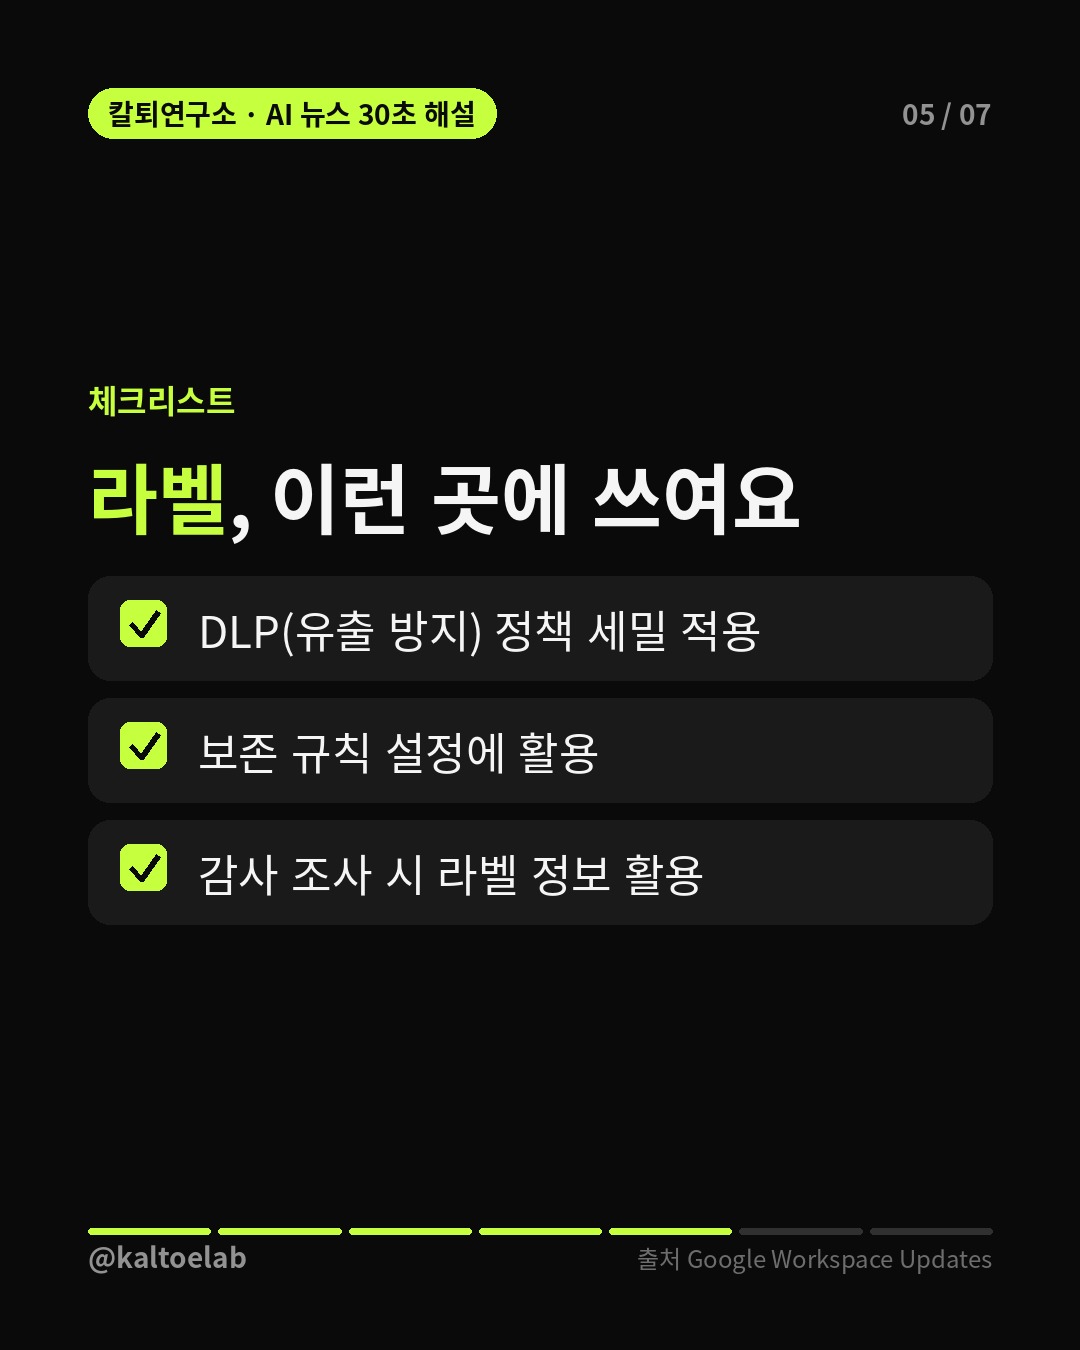 칼퇴연구소 · AI 뉴스 30초 해설
05 / 07
체크리스트
라벨, 이런 곳에 쓰여요
DLP(유출 방지) 정책 세밀 적용
보존 규칙 설정에 활용
감사 조사 시 라벨 정보 활용
@kaltoelab
출처 Google Workspace Updates